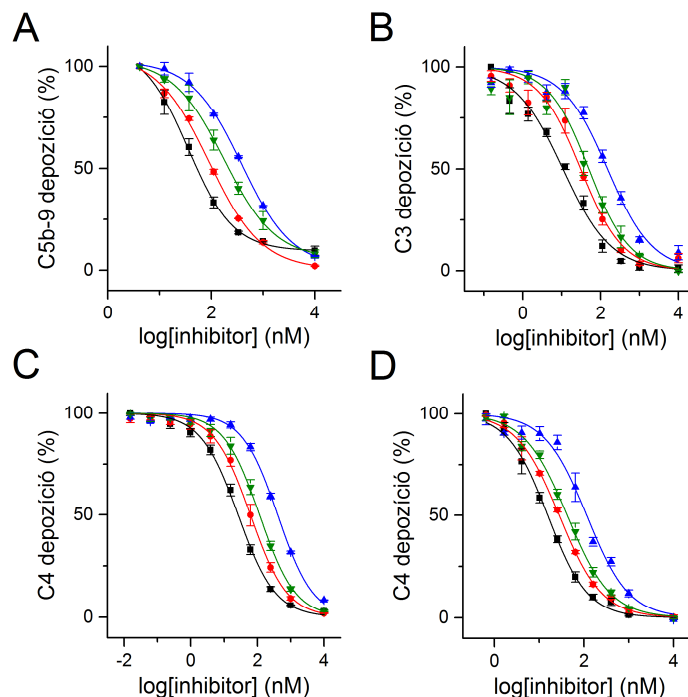 A
C5b-9 depozíció (%)
100
50
0
0
2
4
log[inhibitor] (nM)
B
C3 depozíció (%)
100
50
0
0
2
4
log[inhibitor] (nM)
C
C4 depozíció (%)
100
50
0
-2
0
2
4
log[inhibitor] (nM)
D
C4 depozíció (%)
100
50
0
0
2
4
log[inhibitor] (nM)